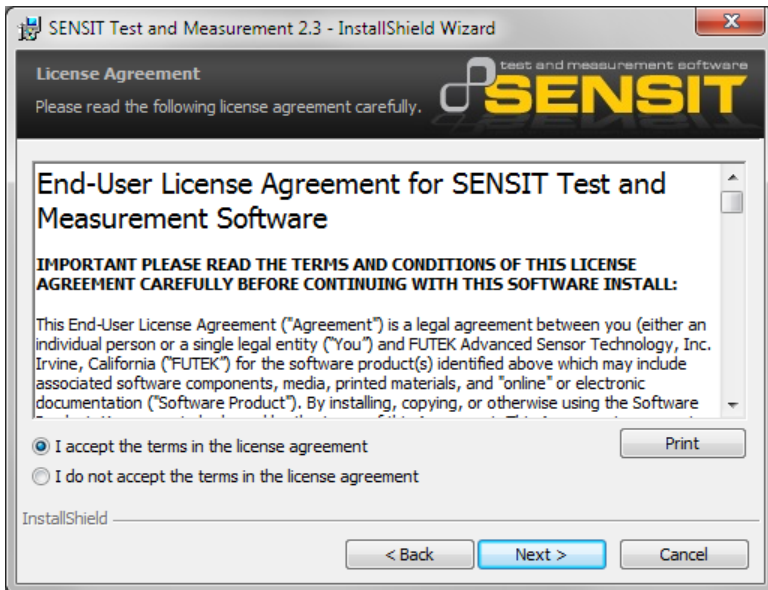 SENSIT Test and Measurement 2.3 - InstallShield Wizard
License Agreement
Please read the following license agreement carefully.
test and measurement software
SENSIT
End-User License Agreement for SENSIT Test and
Measurement Software
IMPORTANT PLEASE READ THE TERMS AND CONDITIONS OF THIS LICENSE
AGREEMENT CAREFULLY BEFORE CONTINUING WITH THIS SOFTWARE INSTALL:
This End-User License Agreement ("Agreement") is a legal agreement between you (either an
individual person or a single legal entity ("You") and FUTEK Advanced Sensor Technology, Inc.
Irvine, California ("FUTEK") for the software product(s) identified above which may include
associated software components, media, printed materials, and "online" or electronic
documentation ("Software Product"). By installing, copying, or otherwise using the Software
I accept the terms in the license agreement
Print
I do not accept the terms in the license agreement
InstallShield
< Back
Next >
Cancel